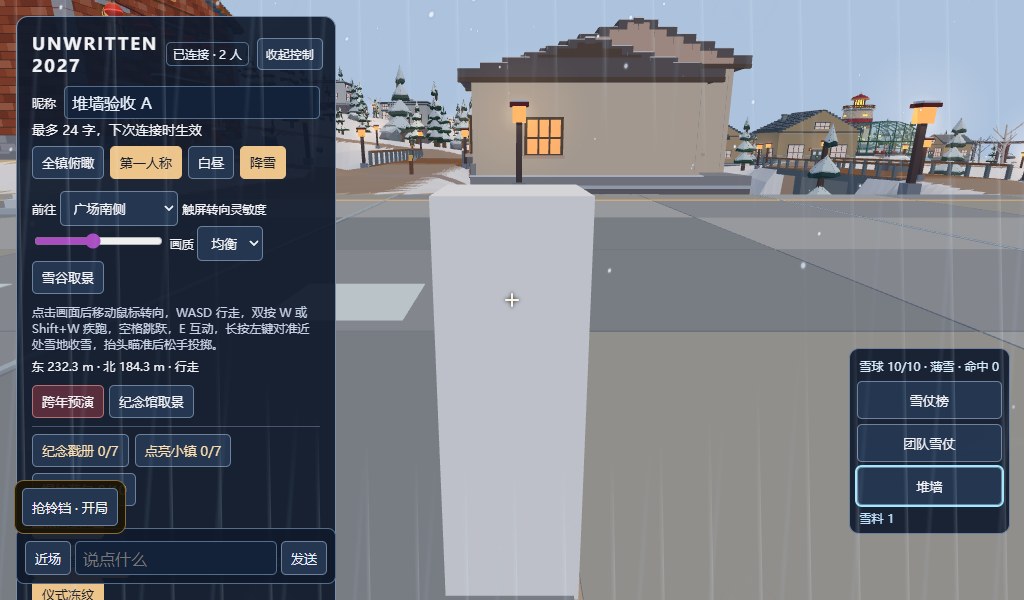 UNWRITTEN
2027
已连接 · 2 人
收起控制
昵称
堆墙验收 A
最多 24 字，下次连接时生效
全镇俯瞰
第一人称
白昼
降雪
前往
广场南侧
触屏转向灵敏度
画质
均衡
雪谷取景
点击画面后移动鼠标转向，WASD 行走，双按 W 或
Shift+W 疾跑，空格跳跃，E 互动，长按左键对准近
处雪地收雪，抬头瞄准后松手投掷。
东 232.3 m · 北 184.3 m · 行走
跨年预演
纪念馆取景
纪念戳册 0/7
点亮小镇 0/7
抢铃铛 · 开局
近场
说点什么
发送
仪式冻纹
雪球 10/10 · 薄雪 · 命中 0
雪仗榜
团队雪仗
堆墙
雪料 1